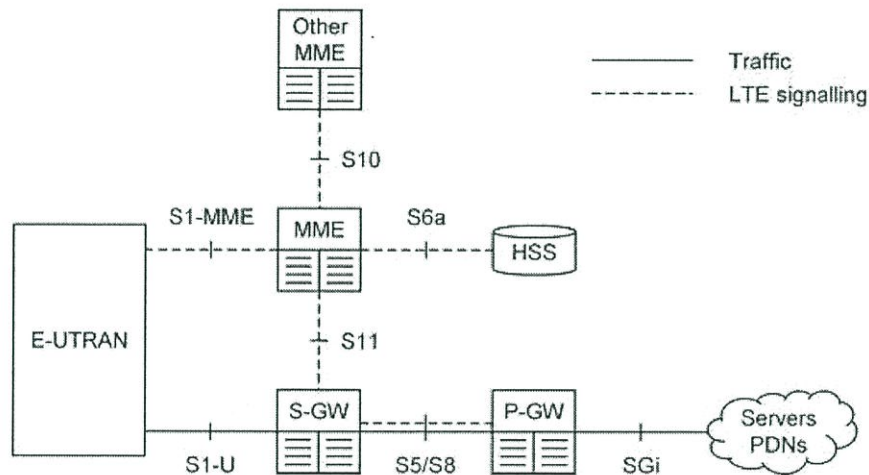 Other
MME
Traffic
LTE signalling
S10
S1-MME
MME
S6a
HSS
E-UTRAN
S11
S-GW
P-GW
Servers
PDNs
S1-U
S5/S8
SGi